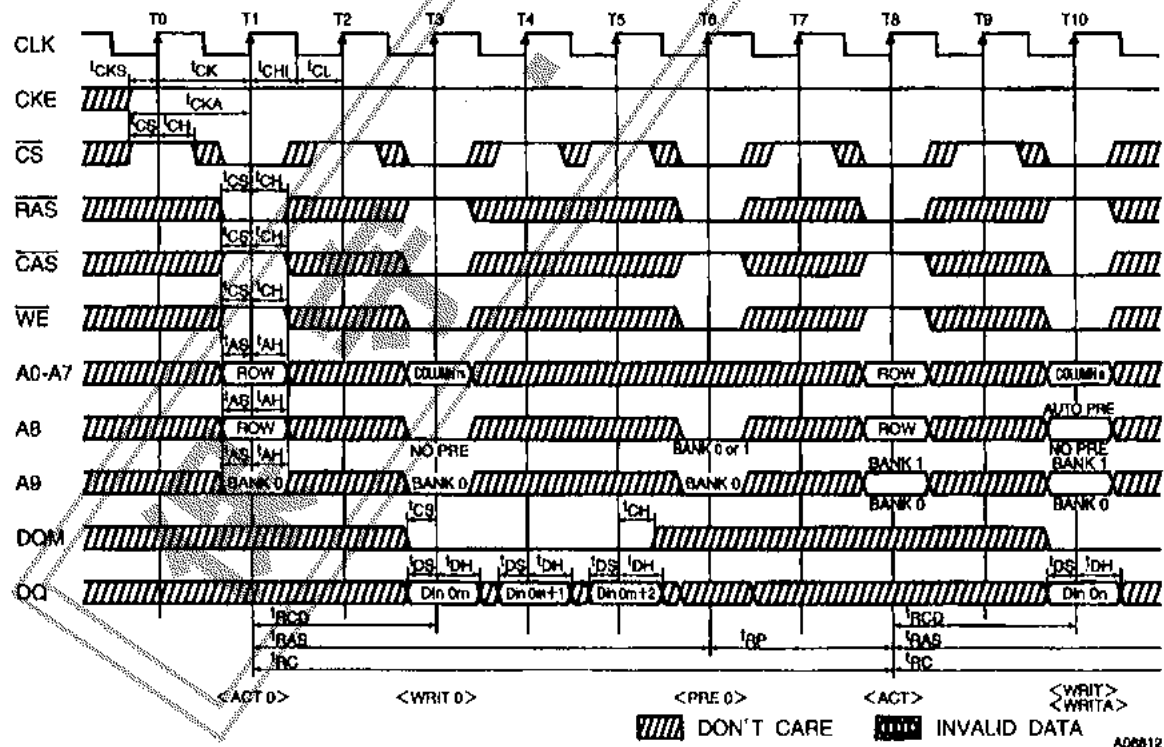 T0 T1 T2 T3 T4 T5 T6 T7 T8 T9 T10
CLK
tCKS tCK tCHI tCL
CKE
tCKA
tCS tCH
CS
tCS tCH
RAS
tCS tCH
CAS
tCS tCH
WE
tAS tAH
A0-A7 ROW COLUMN m ROW COLUMN n
tAS tAH AUTO PRE
A8 ROW ROW
NO PRE BANK 0 or 1 NO PRE
tAS tAH BANK 1 BANK 1
A9 BANK 0 BANK 0 BANK 0
BANK 0 BANK 0
tCS tCH
DQM
tDS tDH tDS tDH tDS tDH tDS tDH
DQ Din 0m Din 0m+1 Din 0m+2 Din 0n
tRCD tRCD
tRAS tRP tRAS
tRC tRC
<ACT 0> <WRIT 0> <PRE 0> <ACT> <WRIT>
<WRITA>
DON'T CARE INVALID DATA
A06812